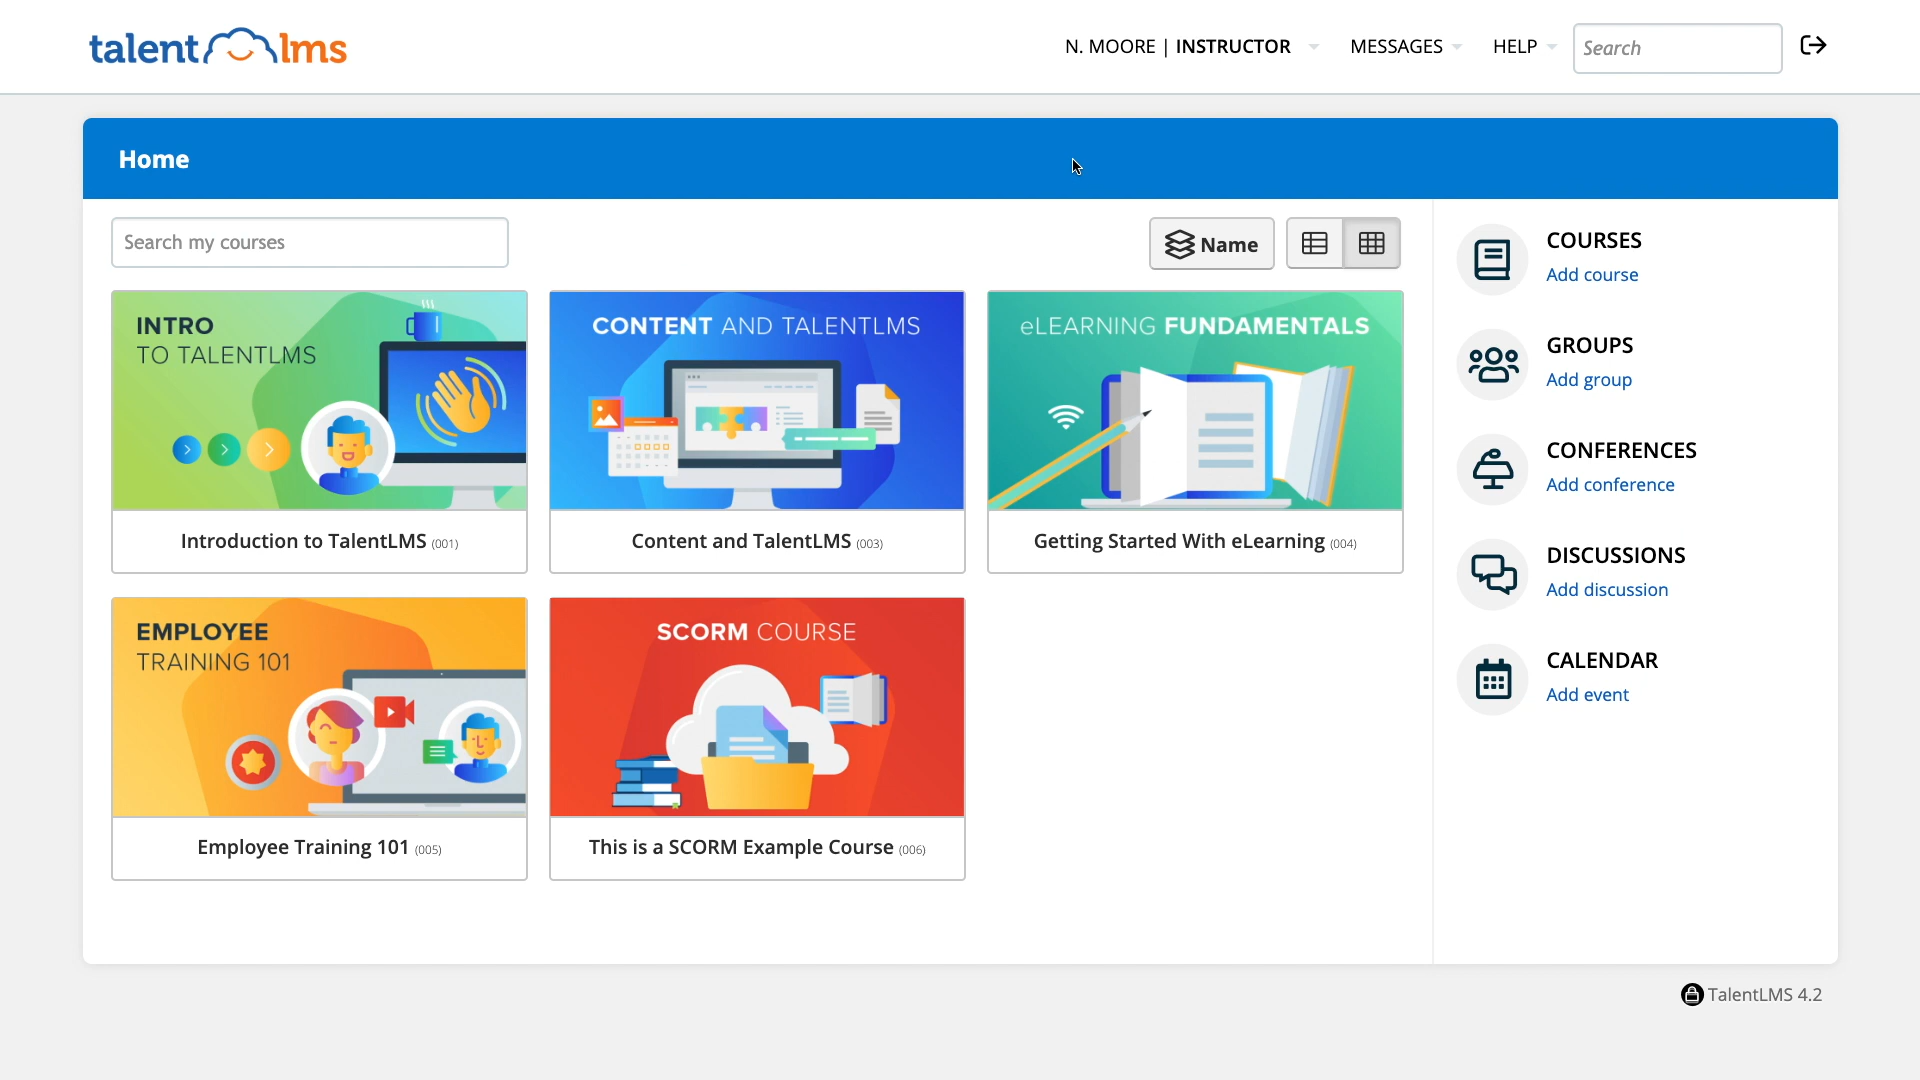 talentlms
N. MOORE | INSTRUCTOR
MESSAGES
HELP
Search
Home
Search my courses
Name
INTRO
TO TALENTLMS
Introduction to TalentLMS (001)
CONTENT AND TALENTLMS
Content and TalentLMS (003)
eLEARNING FUNDAMENTALS
Getting Started With eLearning (004)
EMPLOYEE
TRAINING 101
Employee Training 101 (005)
SCORM COURSE
This is a SCORM Example Course (006)
COURSES
Add course
GROUPS
Add group
CONFERENCES
Add conference
DISCUSSIONS
Add discussion
CALENDAR
Add event
TalentLMS 4.2